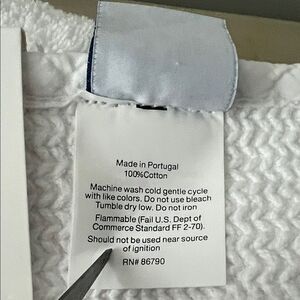 Made in Portugal
100%Cotton
Machine wash cold gentle cycle
with like colors. Do not use bleach
Tumble dry low. Do not iron
Flammable (Fail U.S. Dept of
Commerce Standard FF 2-70).
Should not be used near source
of ignition
RN# 86790